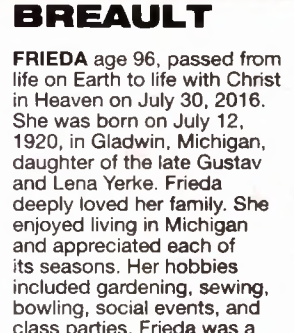 BREAULT
FRIEDA age 96, passed from
life on Earth to life with Christ
in Heaven on July 30, 2016.
She was born on July 12,
1920, in Gladwin, Michigan,
daughter of the late Gustav
and Lena Yerke. Frieda
deeply loved her family. She
enjoyed living in Michigan
and appreciated each of
its seasons. Her hobbies
included gardening, sewing,
bowling, social events, and
class parties. Frieda was a